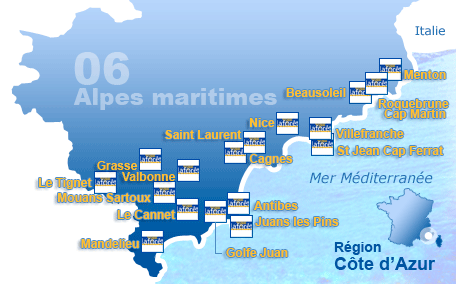 Italie
06
Alpes maritimes
Menton
Beausoleil
Roquebrune
Cap Martin
Nice
Villefranche
Saint Laurent
St Jean Cap Ferrat
Cagnes
Grasse
Valbonne
Le Tignet
Mouans Sartoux
Mer Méditerranée
Antibes
Le Cannet
Juans les Pins
Mandelieu
Golfe Juan
Région
Côte d'Azur